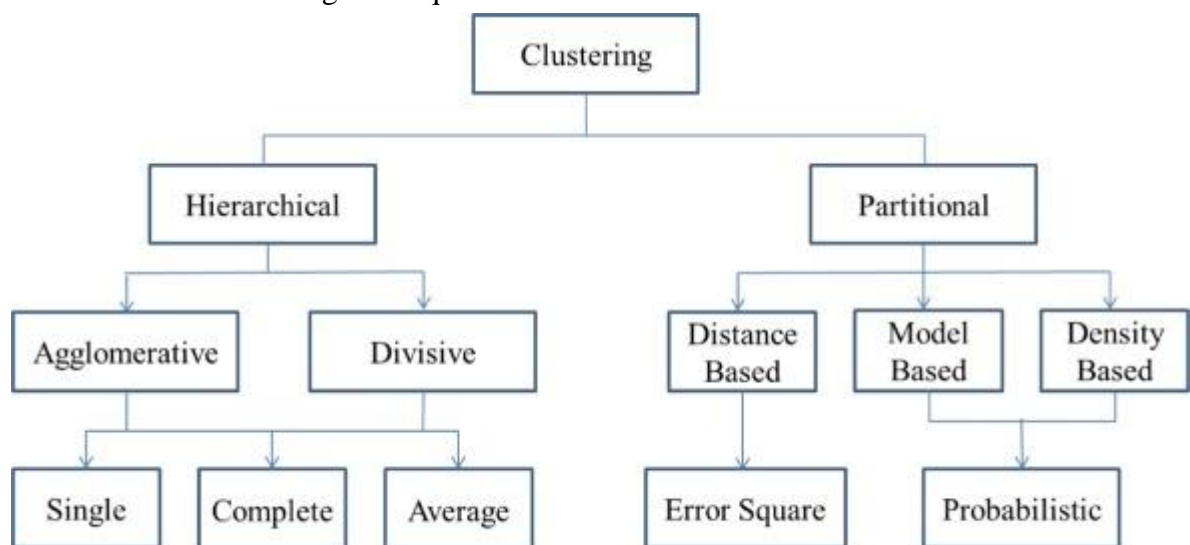 Clustering
Hierarchical
Partitional
Agglomerative
Divisive
Distance
Based
Model
Based
Density
Based
Single
Complete
Average
Error Square
Probabilistic